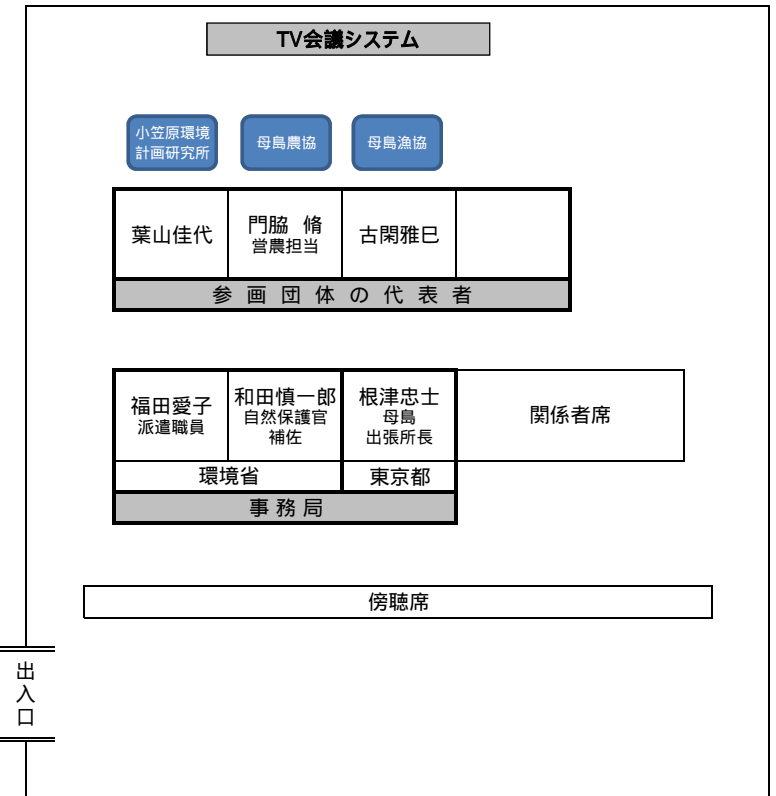 TV会議システム
小笠原環境
計画研究所
母島農協
母島漁協
葉山佳代
門脇 脩
営農担当
古閑雅巳
参画団体の代表者
福田愛子
派遣職員
和田慎一郎
自然保護官
補佐
根津忠士
母島
出張所長
関係者席
環境省
東京都
事務局
傍聴席
出入口